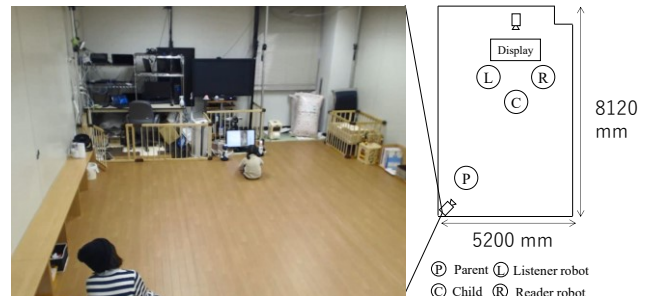 Display
L
R
C
8120
mm
P
5200 mm
P Parent L Listener robot
C Child R Reader robot